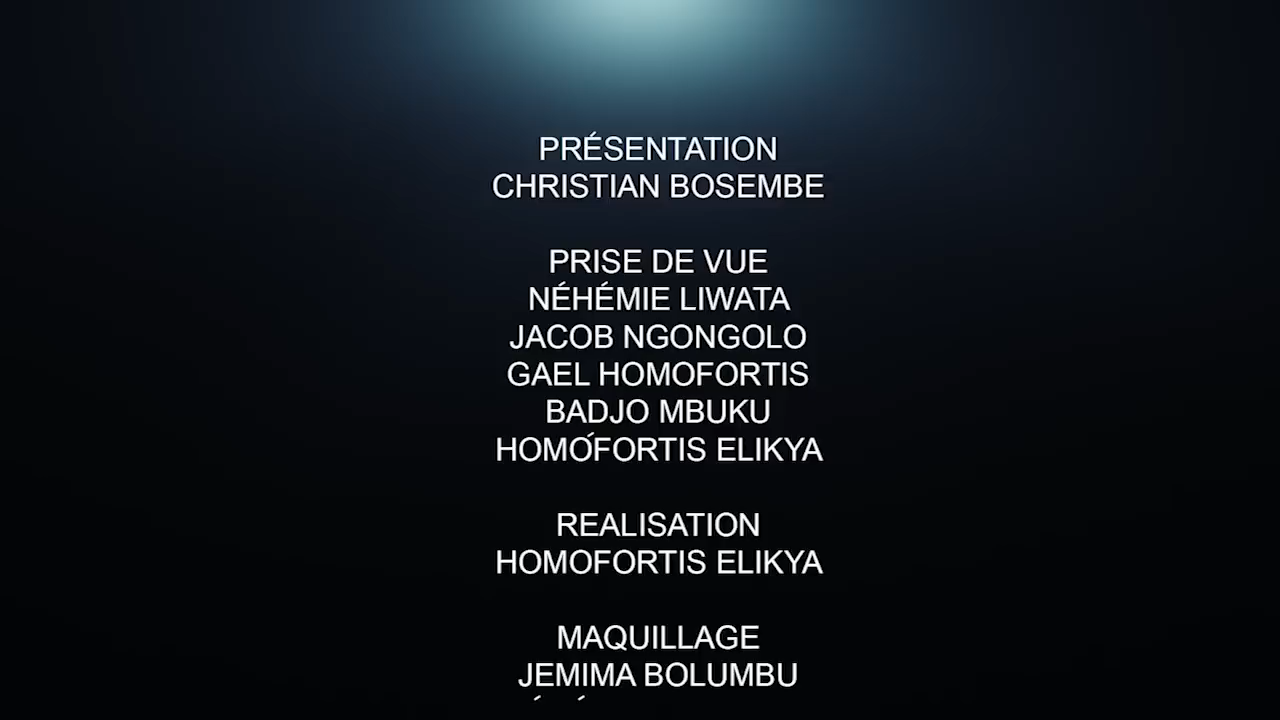 PRÉSENTATION
CHRISTIAN BOSEMBE
PRISE DE VUE
NÉHÉMIE LIWATA
JACOB NGONGOLO
GAEL HOMOFORTIS
BADJO MBUKU
HOMOFORTIS ELIKYA
REALISATION
HOMOFORTIS ELIKYA
MAQUILLAGE
JEMIMA BOLUMBU